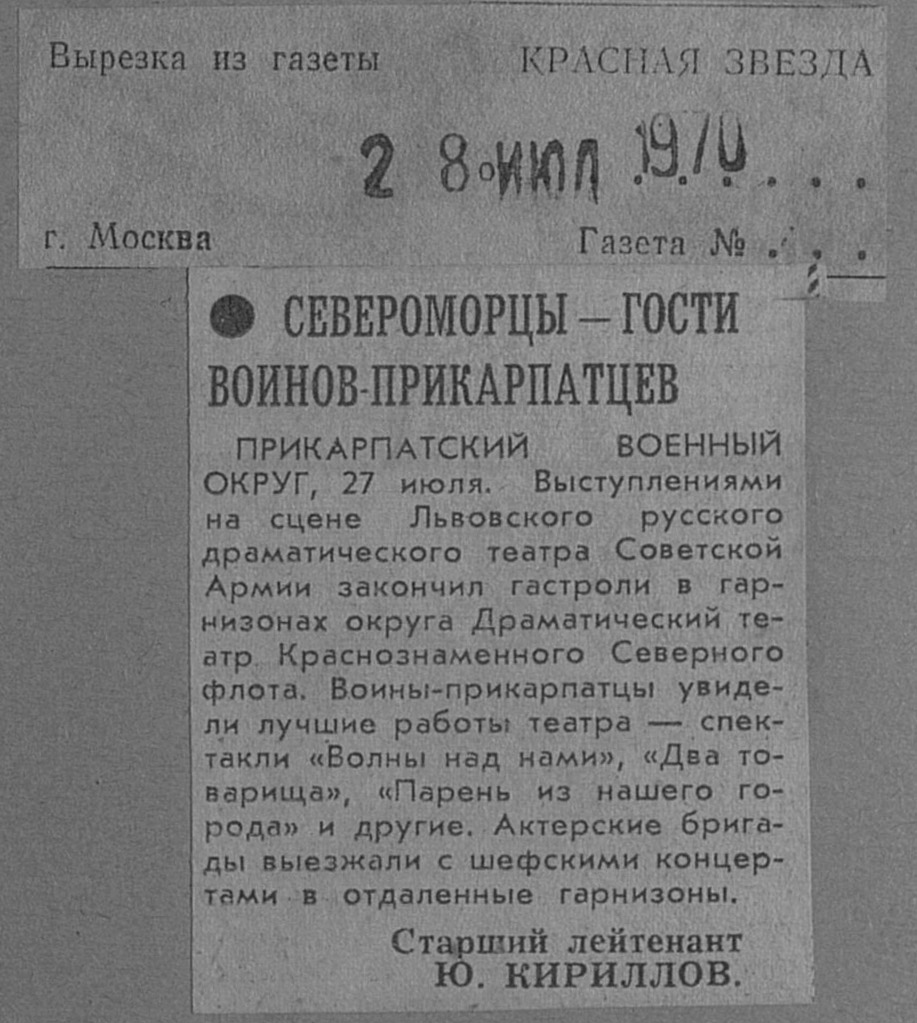 Вырезка из газеты КРАСНАЯ ЗВЕЗДА
2 8 ИЮЛ 1970 . . .
г. Москва Газета № . . . .
● СЕВЕРОМОРЦЫ — ГОСТИ
ВОИНОВ-ПРИКАРПАТЦЕВ
ПРИКАРПАТСКИЙ ВОЕННЫЙ
ОКРУГ, 27 июля. Выступлениями
на сцене Львовского русского
драматического театра Советской
Армии закончил гастроли в гар-
низонах округа Драматический те-
атр Краснознаменного Северного
флота. Воины-прикарпатцы увиде-
ли лучшие работы театра — спек-
такли «Волны над нами», «Два то-
варища», «Парень из нашего го-
рода» и другие. Актерские брига-
ды выезжали с шефскими концер-
тами в отдаленные гарнизоны.
Старший лейтенант
Ю. КИРИЛЛОВ.